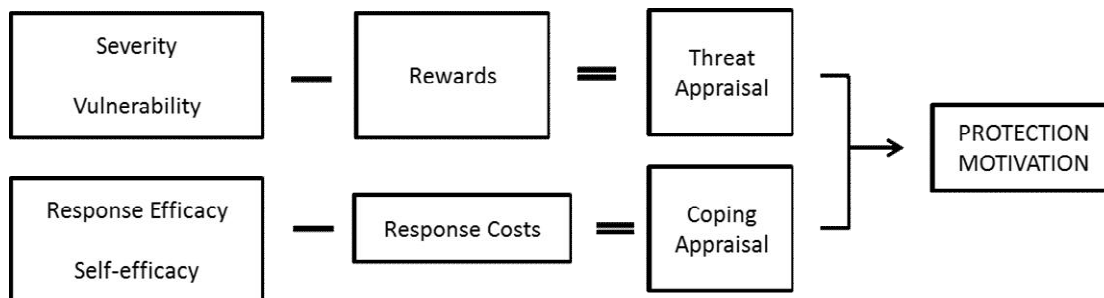 Severity
Vulnerability
Rewards
Threat
Appraisal
Response Efficacy
Self-efficacy
Response Costs
Coping
Appraisal
PROTECTION
MOTIVATION